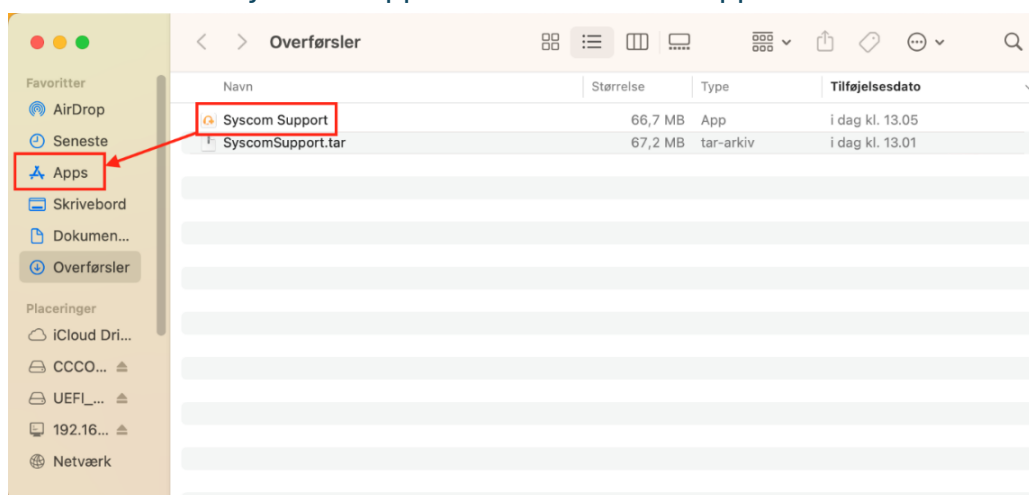 Overførsler
Favoritter
AirDrop
Seneste
Apps
Skrivebord
Dokumen...
Overførsler
Placeringer
iCloud Dri...
CCCO...
UEFI_...
192.16...
Netværk
Navn Størrelse Type Tilføjelsesdato
Syscom Support 66,7 MB App i dag kl. 13.05
SyscomSupport.tar 67,2 MB tar-arkiv i dag kl. 13.01